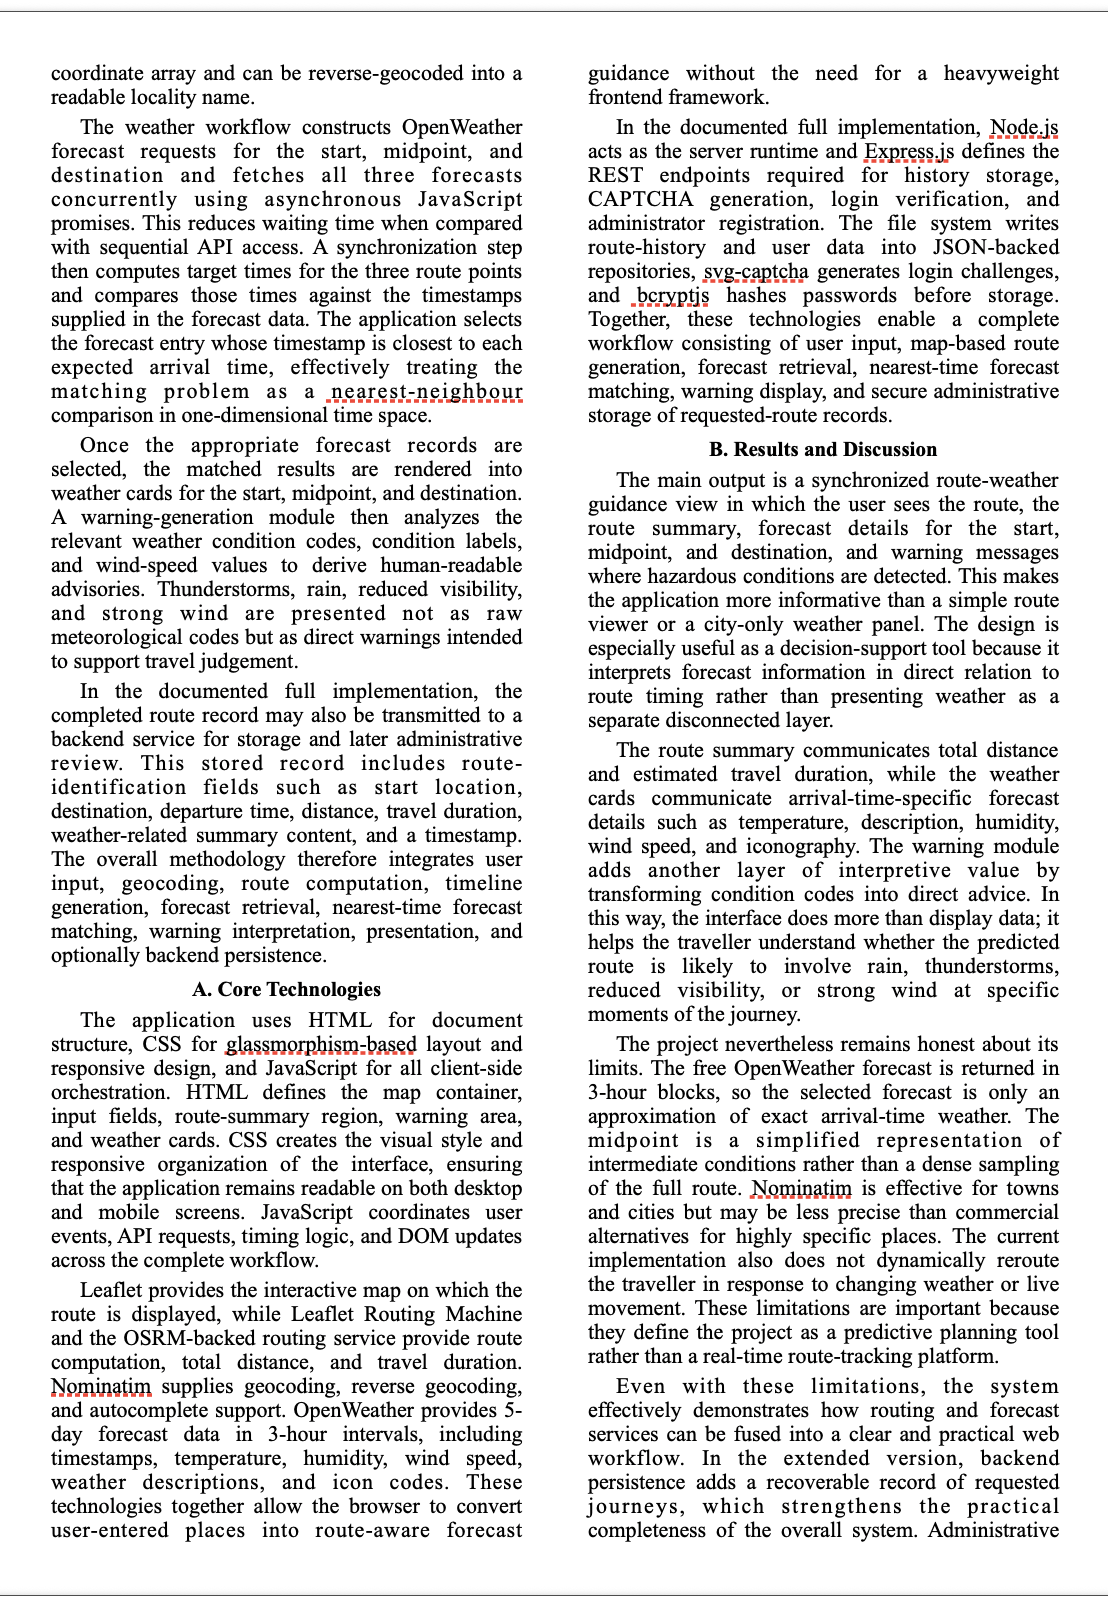 coordinate array and can be reverse-geocoded into a
readable locality name.
The weather workflow constructs OpenWeather
forecast requests for the start, midpoint, and
destination and fetches all three forecasts
concurrently using asynchronous JavaScript
promises. This reduces waiting time when compared
with sequential API access. A synchronization step
then computes target times for the three route points
and compares those times against the timestamps
supplied in the forecast data. The application selects
the forecast entry whose timestamp is closest to each
expected arrival time, effectively treating the
matching problem as a nearest-neighbour
comparison in one-dimensional time space.
Once the appropriate forecast records are
selected, the matched results are rendered into
weather cards for the start, midpoint, and destination.
A warning-generation module then analyzes the
relevant weather condition codes, condition labels,
and wind-speed values to derive human-readable
advisories. Thunderstorms, rain, reduced visibility,
and strong wind are presented not as raw
meteorological codes but as direct warnings intended
to support travel judgement.
In the documented full implementation, the
completed route record may also be transmitted to a
backend service for storage and later administrative
review. This stored record includes route-
identification fields such as start location,
destination, departure time, distance, travel duration,
weather-related summary content, and a timestamp.
The overall methodology therefore integrates user
input, geocoding, route computation, timeline
generation, forecast retrieval, nearest-time forecast
matching, warning interpretation, presentation, and
optionally backend persistence.
A. Core Technologies
The application uses HTML for document
structure, CSS for glassmorphism-based layout and
responsive design, and JavaScript for all client-side
orchestration. HTML defines the map container,
input fields, route-summary region, warning area,
and weather cards. CSS creates the visual style and
responsive organization of the interface, ensuring
that the application remains readable on both desktop
and mobile screens. JavaScript coordinates user
events, API requests, timing logic, and DOM updates
across the complete workflow.
Leaflet provides the interactive map on which the
route is displayed, while Leaflet Routing Machine
and the OSRM-backed routing service provide route
computation, total distance, and travel duration.
Nominatim supplies geocoding, reverse geocoding,
and autocomplete support. OpenWeather provides 5-
day forecast data in 3-hour intervals, including
timestamps, temperature, humidity, wind speed,
weather descriptions, and icon codes. These
technologies together allow the browser to convert
user-entered places into route-aware forecast
guidance without the need for a heavyweight
frontend framework.
In the documented full implementation, Node.js
acts as the server runtime and Express.js defines the
REST endpoints required for history storage,
CAPTCHA generation, login verification, and
administrator registration. The file system writes
route-history and user data into JSON-backed
repositories, svg-captcha generates login challenges,
and bcryptjs hashes passwords before storage.
Together, these technologies enable a complete
workflow consisting of user input, map-based route
generation, forecast retrieval, nearest-time forecast
matching, warning display, and secure administrative
storage of requested-route records.
B. Results and Discussion
The main output is a synchronized route-weather
guidance view in which the user sees the route, the
route summary, forecast details for the start,
midpoint, and destination, and warning messages
where hazardous conditions are detected. This makes
the application more informative than a simple route
viewer or a city-only weather panel. The design is
especially useful as a decision-support tool because it
interprets forecast information in direct relation to
route timing rather than presenting weather as a
separate disconnected layer.
The route summary communicates total distance
and estimated travel duration, while the weather
cards communicate arrival-time-specific forecast
details such as temperature, description, humidity,
wind speed, and iconography. The warning module
adds another layer of interpretive value by
transforming condition codes into direct advice. In
this way, the interface does more than display data; it
helps the traveller understand whether the predicted
route is likely to involve rain, thunderstorms,
reduced visibility, or strong wind at specific
moments of the journey.
The project nevertheless remains honest about its
limits. The free OpenWeather forecast is returned in
3-hour blocks, so the selected forecast is only an
approximation of exact arrival-time weather. The
midpoint is a simplified representation of
intermediate conditions rather than a dense sampling
of the full route. Nominatim is effective for towns
and cities but may be less precise than commercial
alternatives for highly specific places. The current
implementation also does not dynamically reroute
the traveller in response to changing weather or live
movement. These limitations are important because
they define the project as a predictive planning tool
rather than a real-time route-tracking platform.
Even with these limitations, the system
effectively demonstrates how routing and forecast
services can be fused into a clear and practical web
workflow. In the extended version, backend
persistence adds a recoverable record of requested
journeys, which strengthens the practical
completeness of the overall system. Administrative